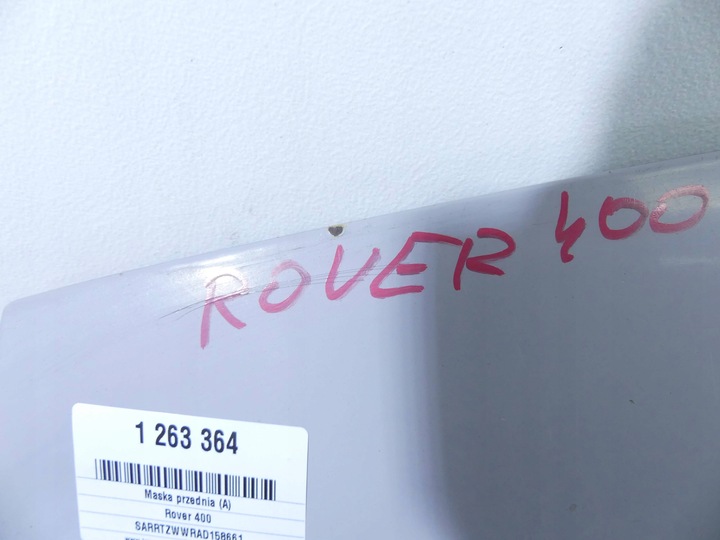 ROVER 400
1 263 364
Maska przednia (A)
Rover 400
SARRTZWWRAD158661